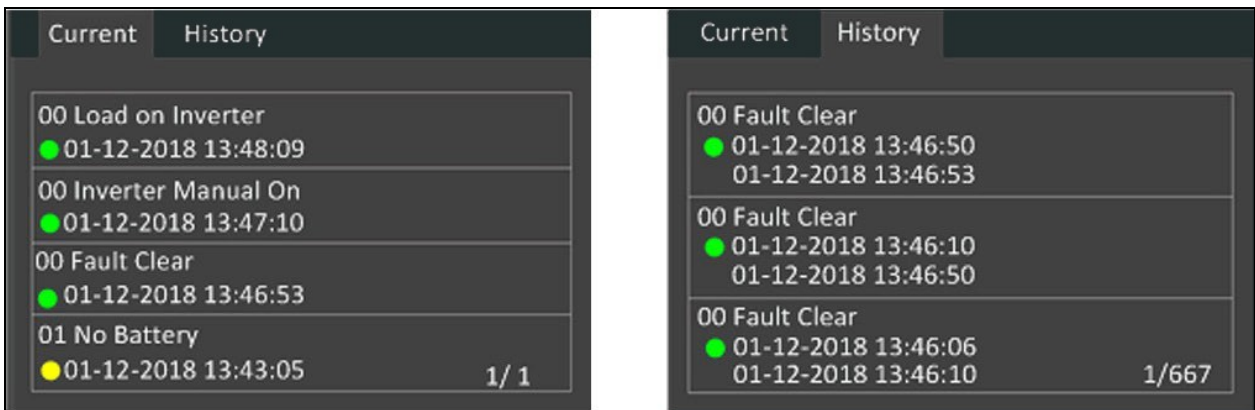 Current History
00 Load on Inverter
01-12-2018 13:48:09
00 Inverter Manual On
01-12-2018 13:47:10
00 Fault Clear
01-12-2018 13:46:53
01 No Battery
01-12-2018 13:43:05 1/ 1
Current History
00 Fault Clear
01-12-2018 13:46:50
01-12-2018 13:46:53
00 Fault Clear
01-12-2018 13:46:10
01-12-2018 13:46:50
00 Fault Clear
01-12-2018 13:46:06
01-12-2018 13:46:10 1/667